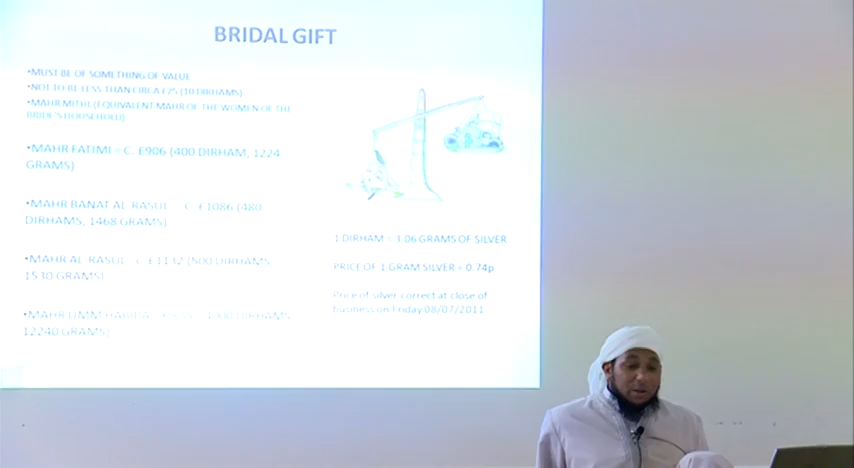 BRIDAL GIFT
•MUST BE OF SOMETHING OF VALUE
•NOT TO BE LESS THAN CIRCA £25 (10 DIRHAMS)
•MAHR MITHL (EQUIVALENT MAHR OF THE WOMEN OF THE
BRIDE'S HOUSEHOLD)
•MAHR FATIMI = C. £906 (400 DIRHAM, 1224
GRAMS)
•MAHR BANAT AL-RASUL C. £1086 (480
DIRHAMS, 1468 GRAMS)
•MAHR AL-RASUL C. £1132 (500 DIRHAMS
1530 GRAMS)
•MAHR UMM HABIBA DIRHAMS
12240 GRAMS)
1 DIRHAM = 3.06 GRAMS OF SILVER
PRICE OF 1 GRAM SILVER = 0.74p
Price of silver correct at close of
business on Friday 08/07/2011